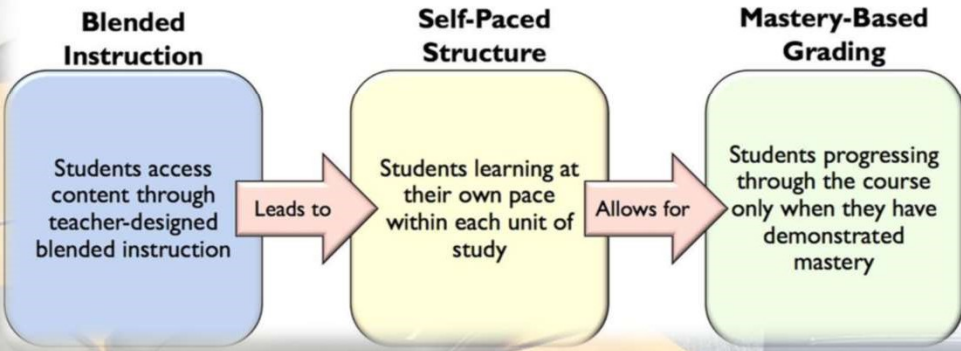 Blended
Instruction
Self-Paced
Structure
Mastery-Based
Grading
Students access
content through
teacher-designed
blended instruction
Leads to
Students learning at
their own pace
within each unit of
study
Allows for
Students progressing
through the course
only when they have
demonstrated
mastery